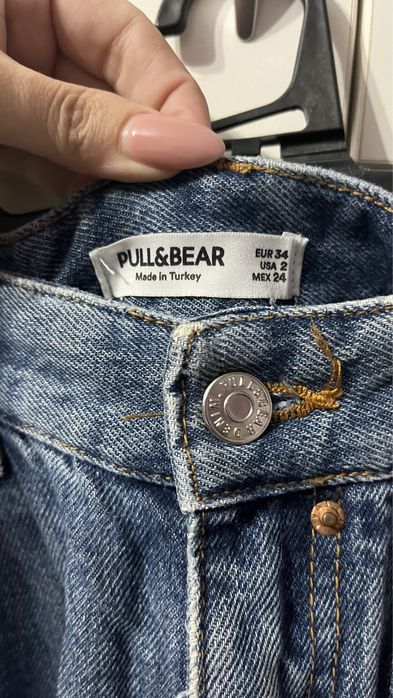 PULL&BEAR
Made in Turkey
EUR 34
USA 2
MEX 24
PULL&BEAR DENIM